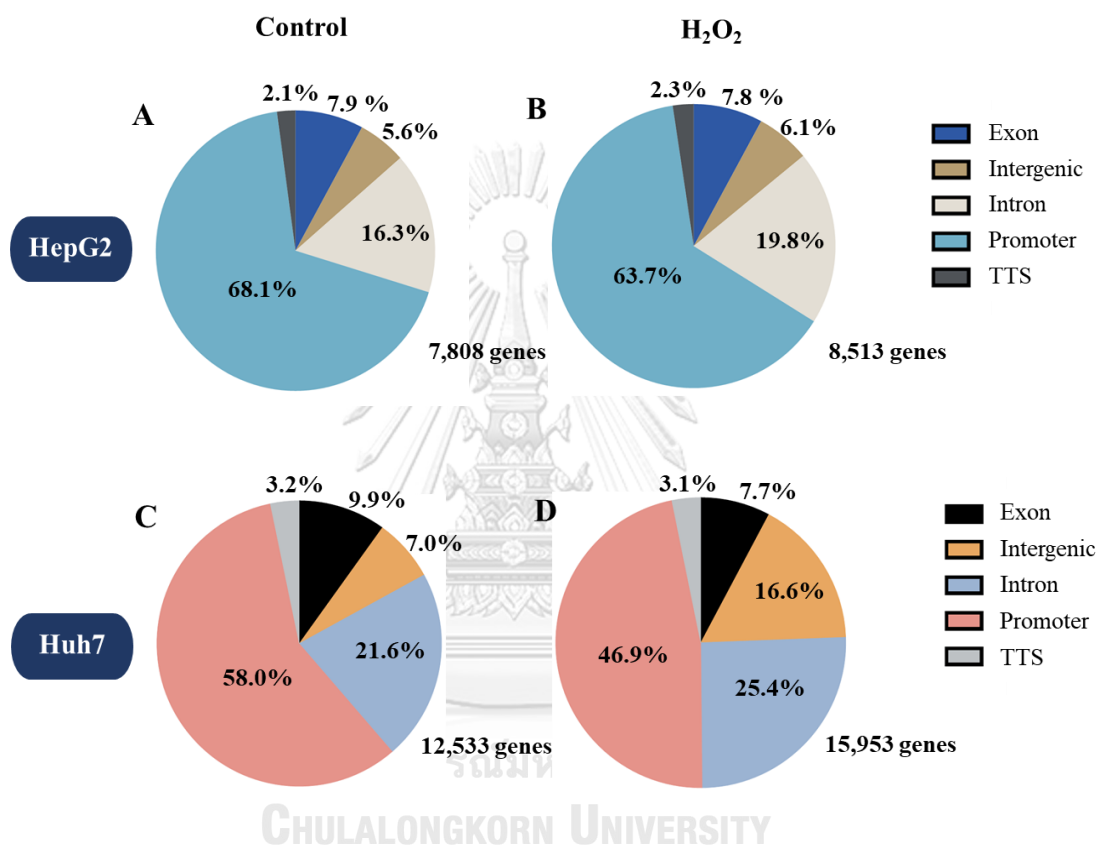 Control
H₂O₂
A
2.1%
7.9 %
5.6%
16.3%
68.1%
7,808 genes
B
2.3%
7.8 %
6.1%
19.8%
63.7%
8,513 genes
Exon
Intergenic
Intron
Promoter
TTS
HepG2
C
3.2%
9.9%
7.0%
21.6%
58.0%
12,533 genes
D
3.1%
7.7%
16.6%
25.4%
46.9%
15,953 genes
Exon
Intergenic
Intron
Promoter
TTS
Huh7
CHULALONGKORN UNIVERSITY